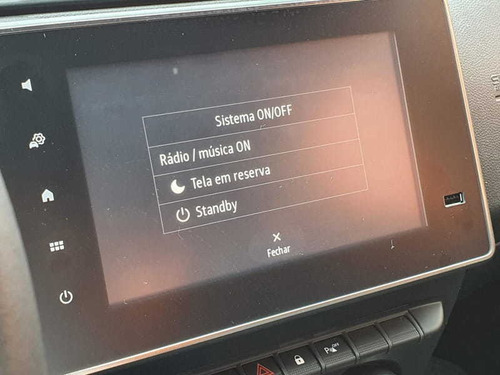 Sistema ON/OFF
Rádio / música ON
Tela em reserva
Standby
Fechar